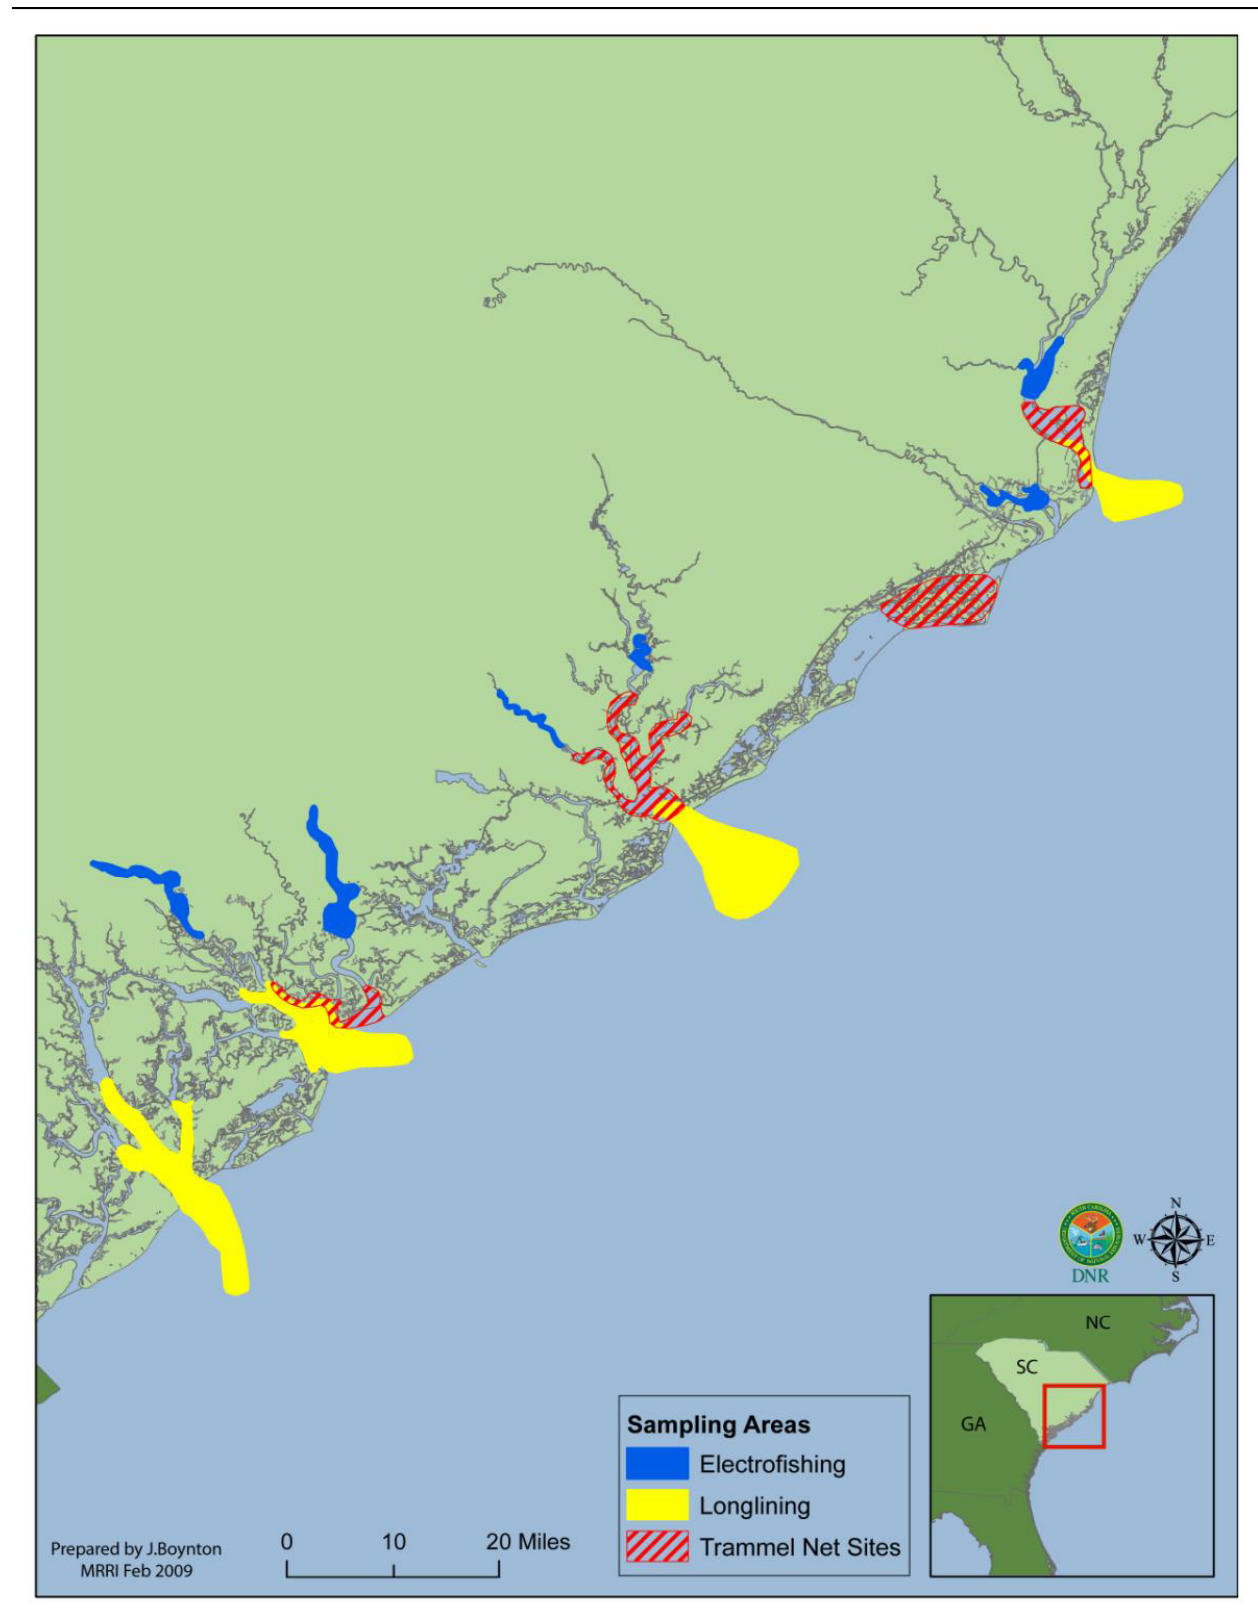 N
W
E
S
DNR
NC
SC
GA
Sampling Areas
Electrofishing
Longlining
Trammel Net Sites
0 10 20 Miles
Prepared by J.Boynton
MRRI Feb 2009